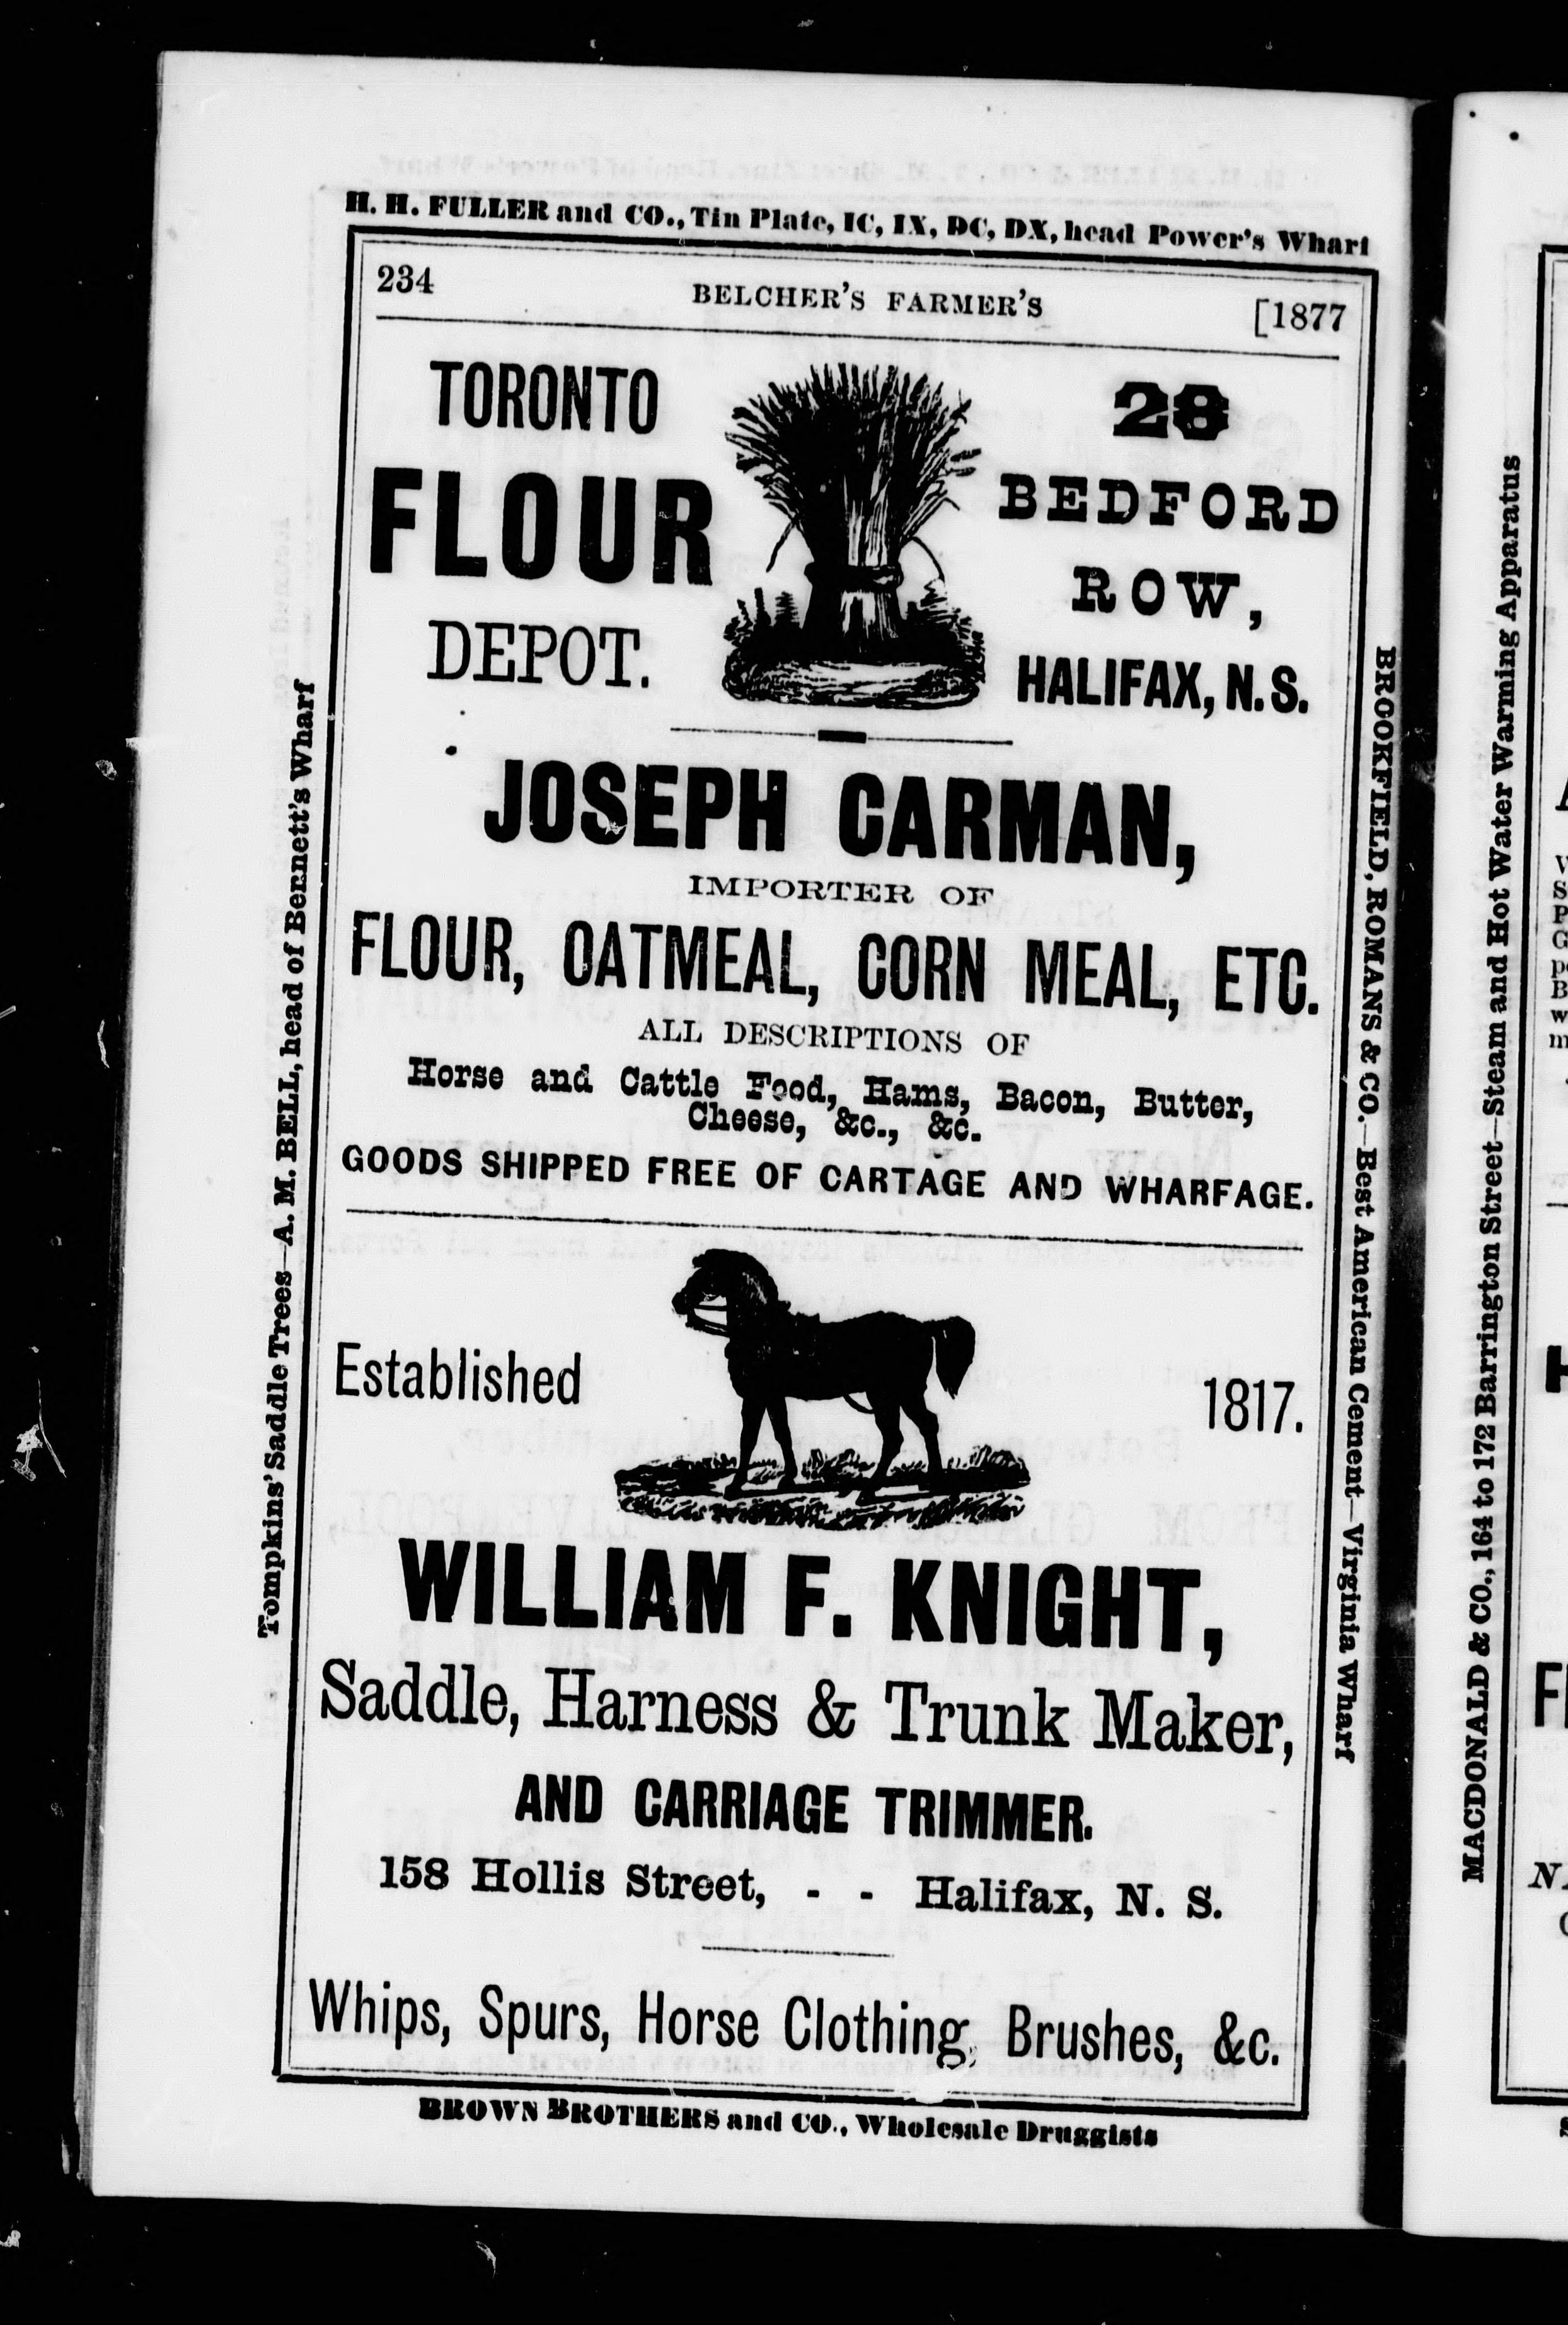 H. H. FULLER and CO., Tin Plate, IC, IX, DC, DX, head Power's Wharf
234 BELCHER'S FARMER'S [1877
TORONTO
FLOUR
DEPOT.
28
BEDFORD
ROW,
HALIFAX, N. S.
JOSEPH CARMAN,
IMPORTER OF
FLOUR, OATMEAL, CORN MEAL, ETC.
ALL DESCRIPTIONS OF
Horse and Cattle Food, Hams, Bacon, Butter,
Cheese, &c., &c.
GOODS SHIPPED FREE OF CARTAGE AND WHARFAGE.
Established 1817.
WILLIAM F. KNIGHT,
Saddle, Harness & Trunk Maker,
AND CARRIAGE TRIMMER.
158 Hollis Street, - - Halifax, N. S.
Whips, Spurs, Horse Clothing, Brushes, &c.
BROWN BROTHERS and CO., Wholesale Druggists
Tompkins' Saddle Trees—A. M. BELL, head of Bennett's Wharf
BROOKFIELD, ROMANS & CO.—Best American Cement—Virginia Wharf
MACDONALD & CO., 164 to 172 Barrington Street—Steam and Hot Water Warming Apparatus